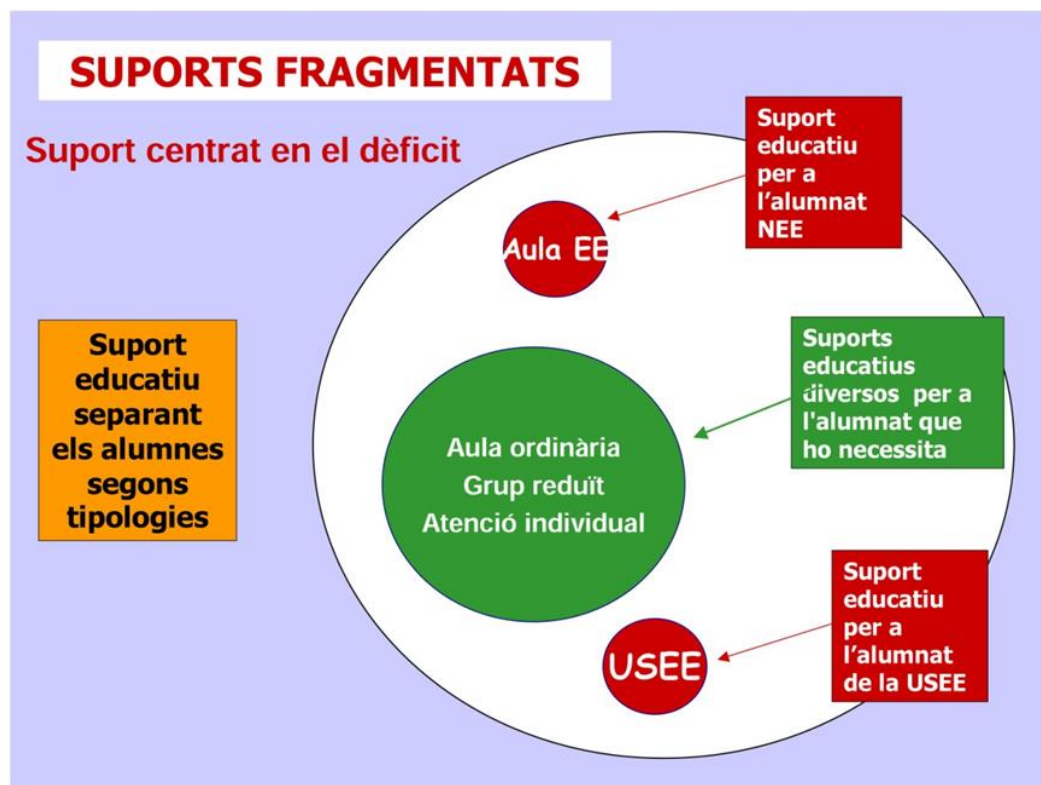 SUPORTS FRAGMENTATS
Suport centrat en el dèficit
Suport
educatiu
per a
l’alumnat
NEE
Aula EE
Suport
educatiu
separant
els alumnes
segons
tipologies
Suports
educatius
diversos per a
l'alumnat que
ho necessita
Aula ordinària
Grup reduït
Atenció individual
Suport
educatiu
per a
l’alumnat
de la USEE
USEE